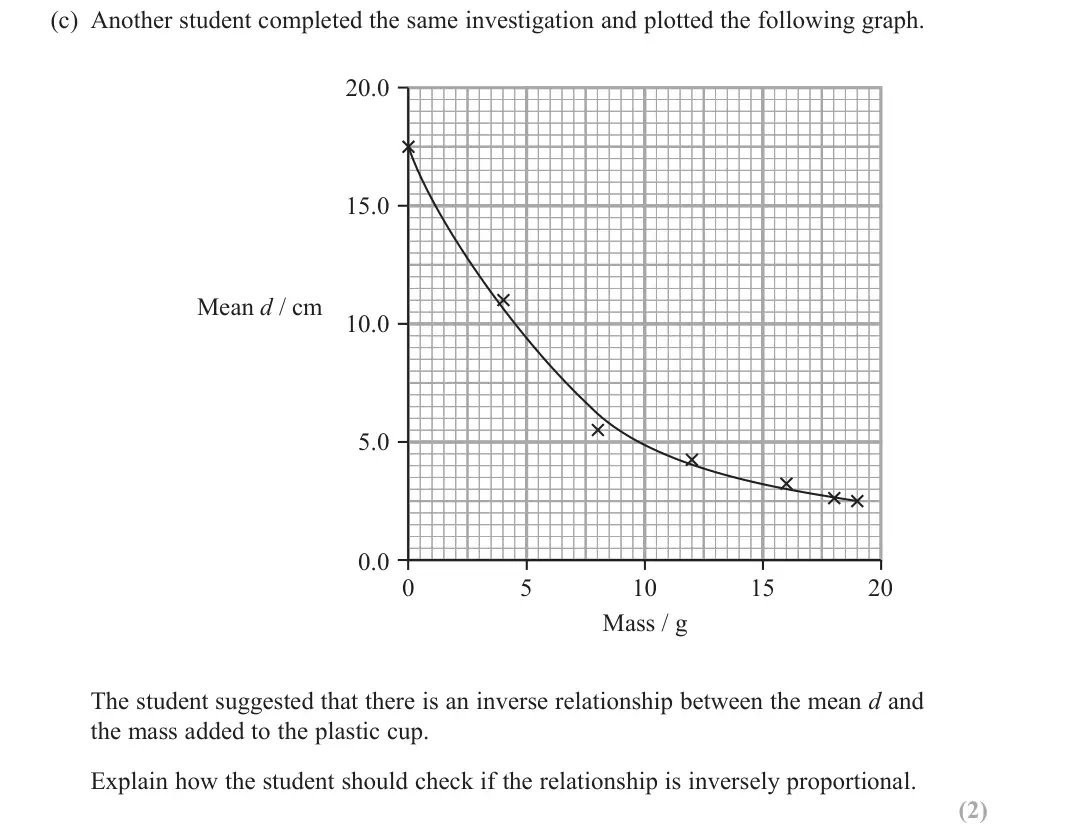 (c) Another student completed the same investigation and plotted the following graph.
20.0
15.0
Mean d / cm
10.0
5.0
0.0
0 5 10 15 20
Mass / g
The student suggested that there is an inverse relationship between the mean d and
the mass added to the plastic cup.
Explain how the student should check if the relationship is inversely proportional.
(2)